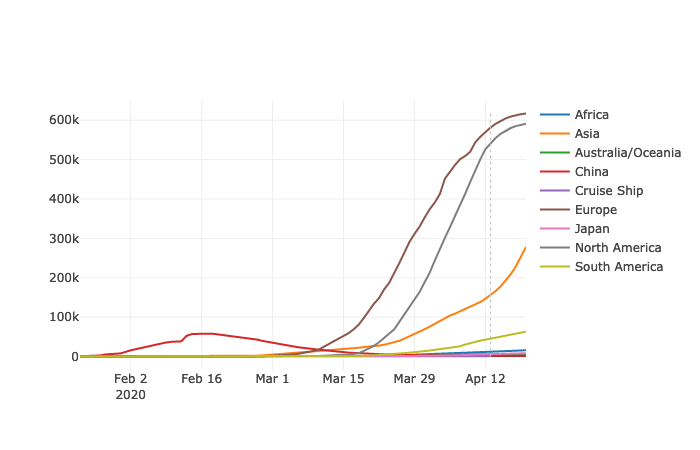 600k
500k
400k
300k
200k
100k
0
Feb 2
2020
Feb 16
Mar 1
Mar 15
Mar 29
Apr 12
Africa
Asia
Australia/Oceania
China
Cruise Ship
Europe
Japan
North America
South America